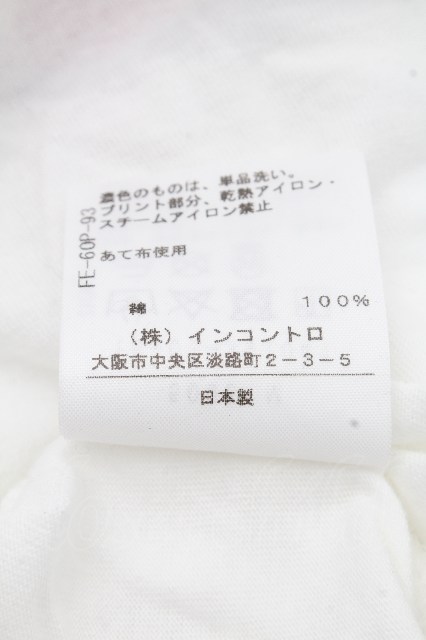 濃色のものは、単品洗い。
プリント部分、乾熱アイロン・
スチームアイロン禁止
あて布使用
FE-60P-93
綿 100%
(株)インコントロ
大阪市中央区淡路町2-3-5
日本製